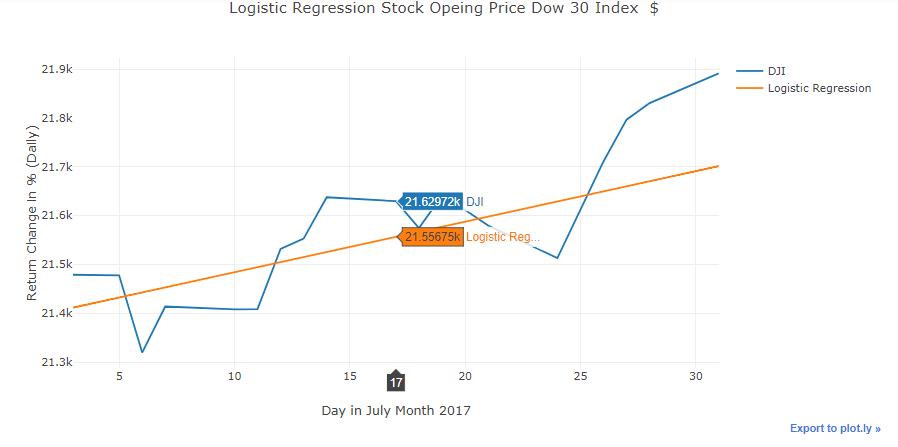 Logistic Regression Stock Opeing Price Dow 30 Index $
DJI
Logistic Regression
Return Change In % (Daily)
21.9k
21.8k
21.7k
21.6k
21.5k
21.4k
21.3k
21.62972k DJI
21.55675k Logistic Reg...
5 10 15 20 25 30
17
Day in July Month 2017
Export to plot.ly »